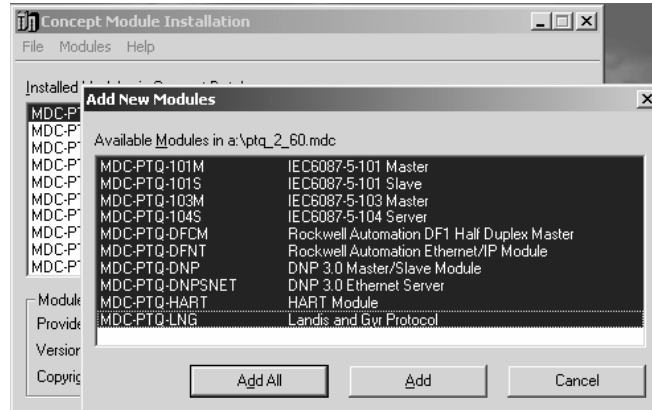 Concept Module Installation
File Modules Help
Installed
Add New Modules
Available Modules in a:\ptq_2_60.mdc
MDC-PTQ-101M IEC6087-5-101 Master
MDC-PTQ-101S IEC6087-5-101 Slave
MDC-PTQ-103M IEC6087-5-103 Master
MDC-PTQ-104S IEC6087-5-104 Server
MDC-PTQ-DFCM Rockwell Automation DF1 Half Duplex Master
MDC-PTQ-DFNT Rockwell Automation Ethernet/IP Module
MDC-PTQ-DNP DNP 3.0 Master/Slave Module
MDC-PTQ-DNPSNET DNP 3.0 Ethernet Server
MDC-PTQ-HART HART Module
MDC-PTQ-LNG Landis and Gyr Protocol
MDC-P
MDC-P
MDC-P
MDC-P
MDC-P
MDC-P
MDC-P
MDC-P
MDC-P
MDC-P
Module
Provide
Version
Copyrig
Add All Add Cancel